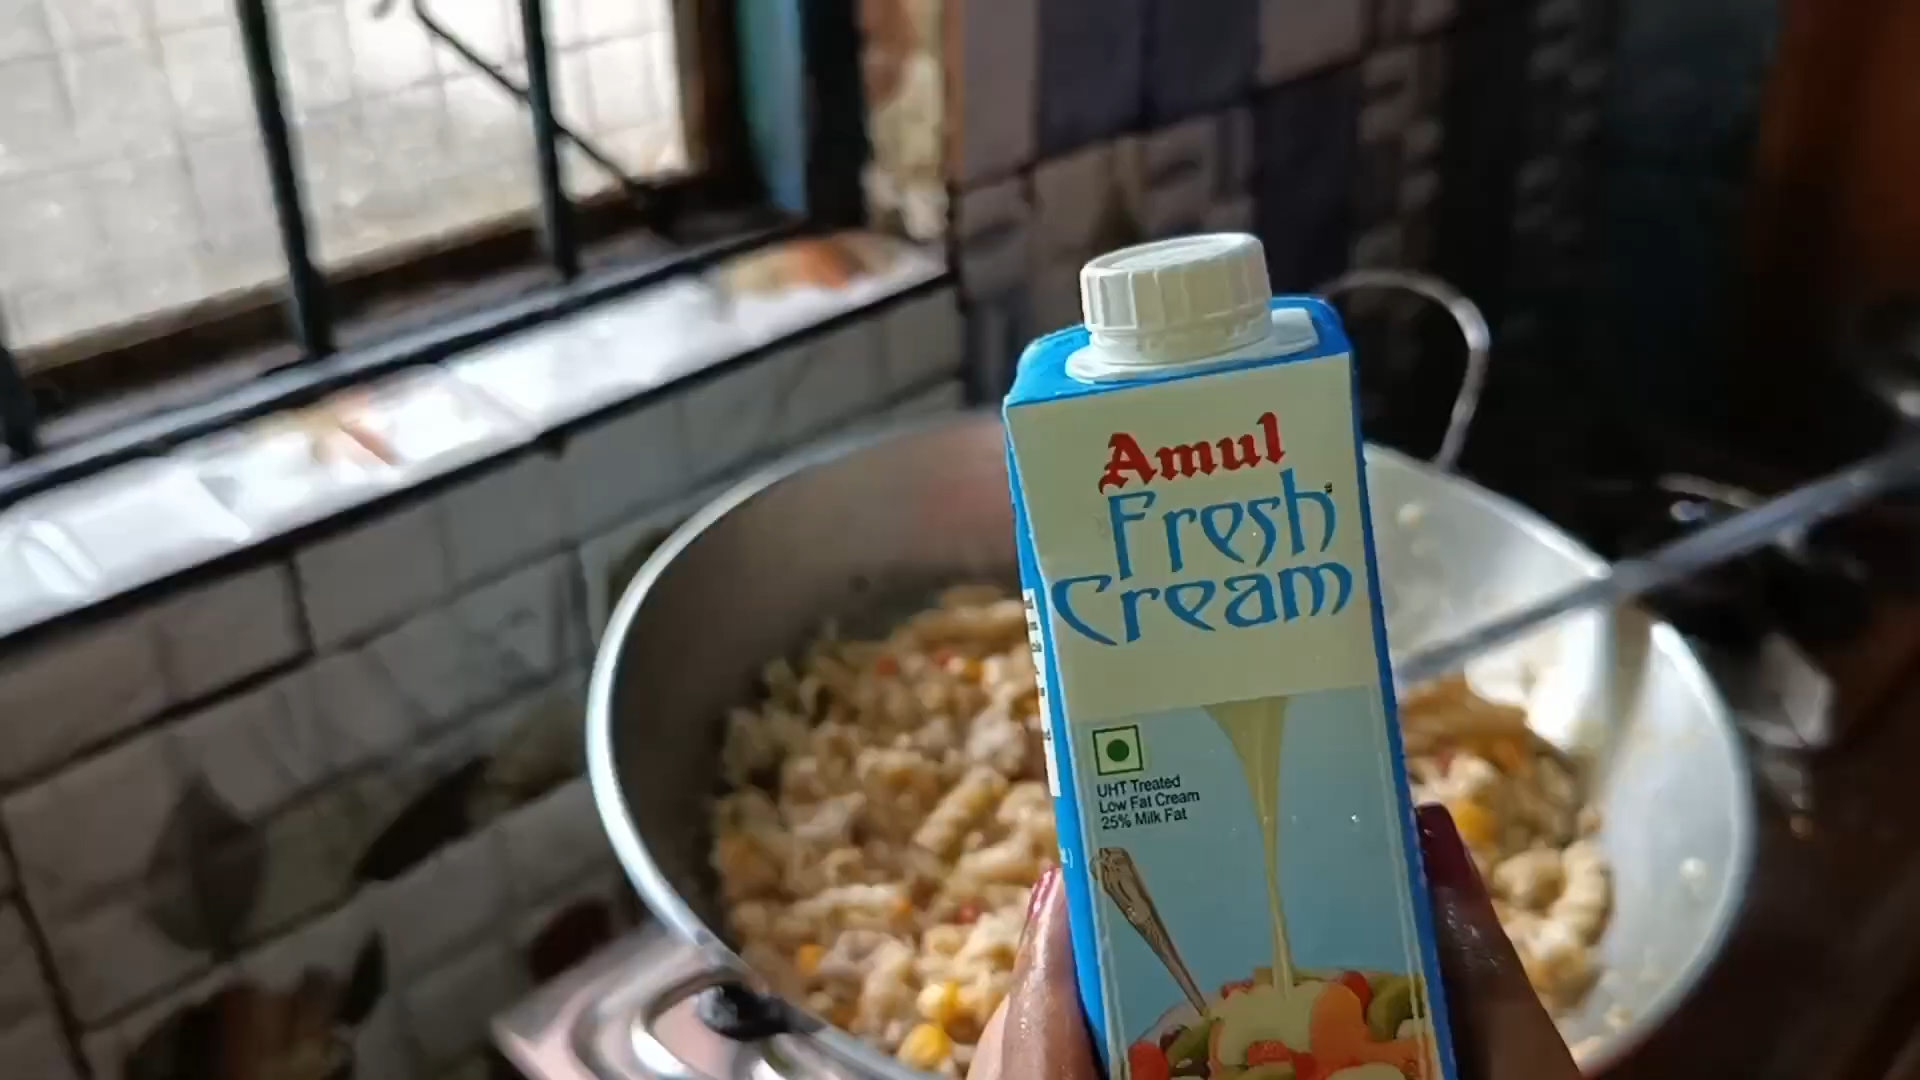 Amul
Fresh
Cream
UHT Treated
Low Fat Cream
25% Milk Fat